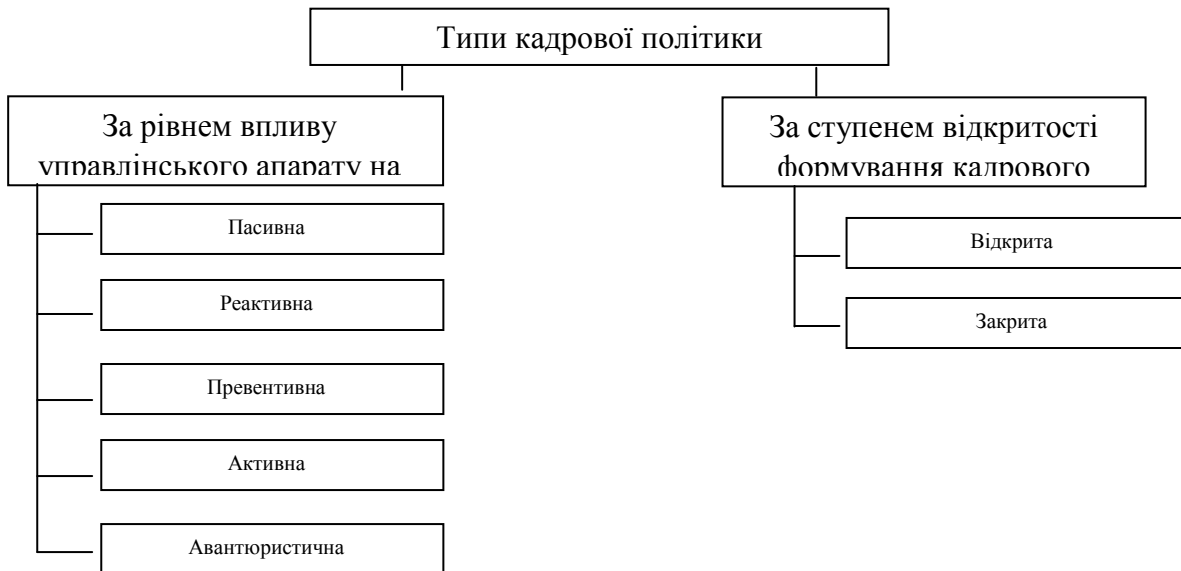 Типи кадрової політики
За рівнем впливу
управлінського апарату на
За ступенем відкритості
формування кадрового
Пасивна
Реактивна
Превентивна
Активна
Авантюристична
Відкрита
Закрита